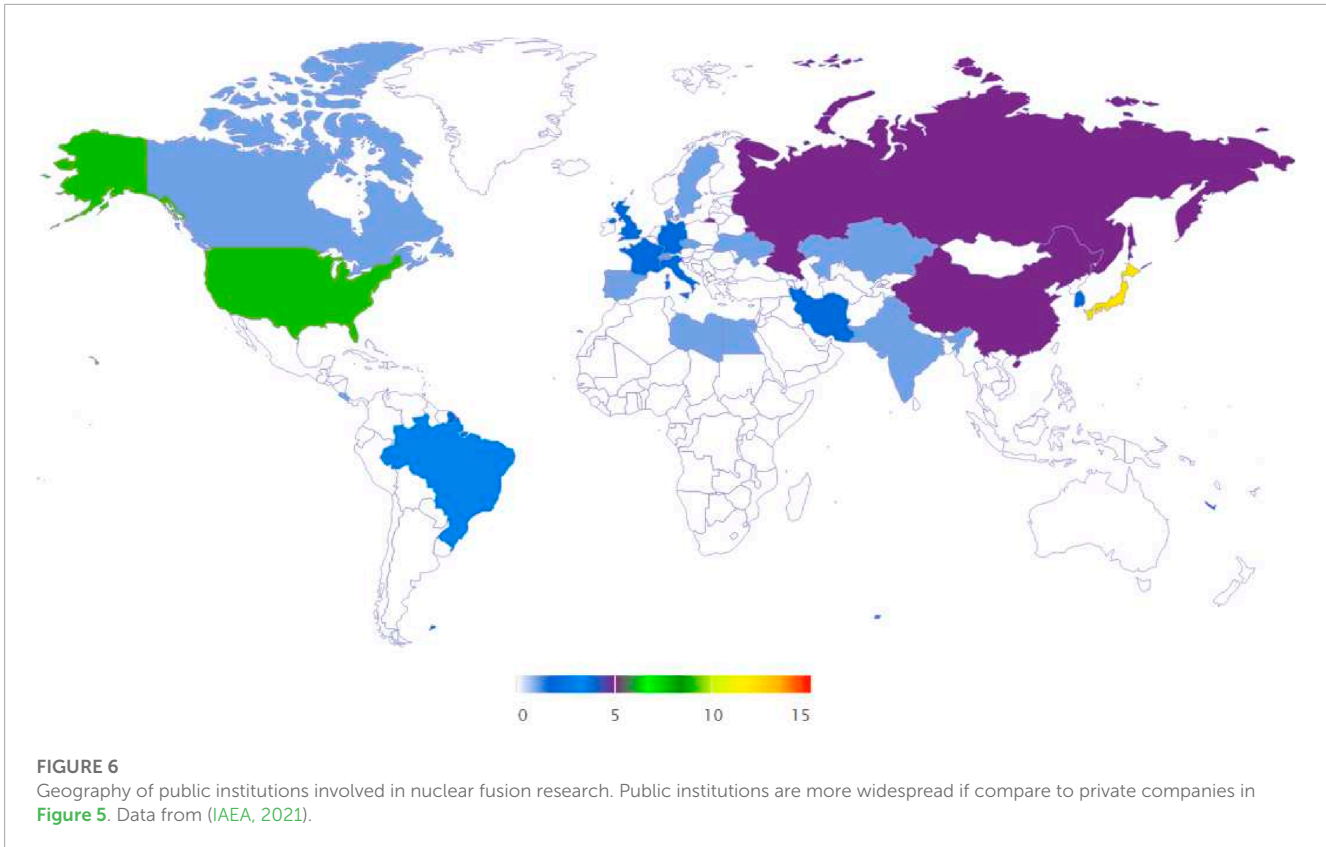 0 5 10 15
FIGURE 6
Geography of public institutions involved in nuclear fusion research. Public institutions are more widespread if compare to private companies in
Figure 5. Data from (IAEA, 2021).